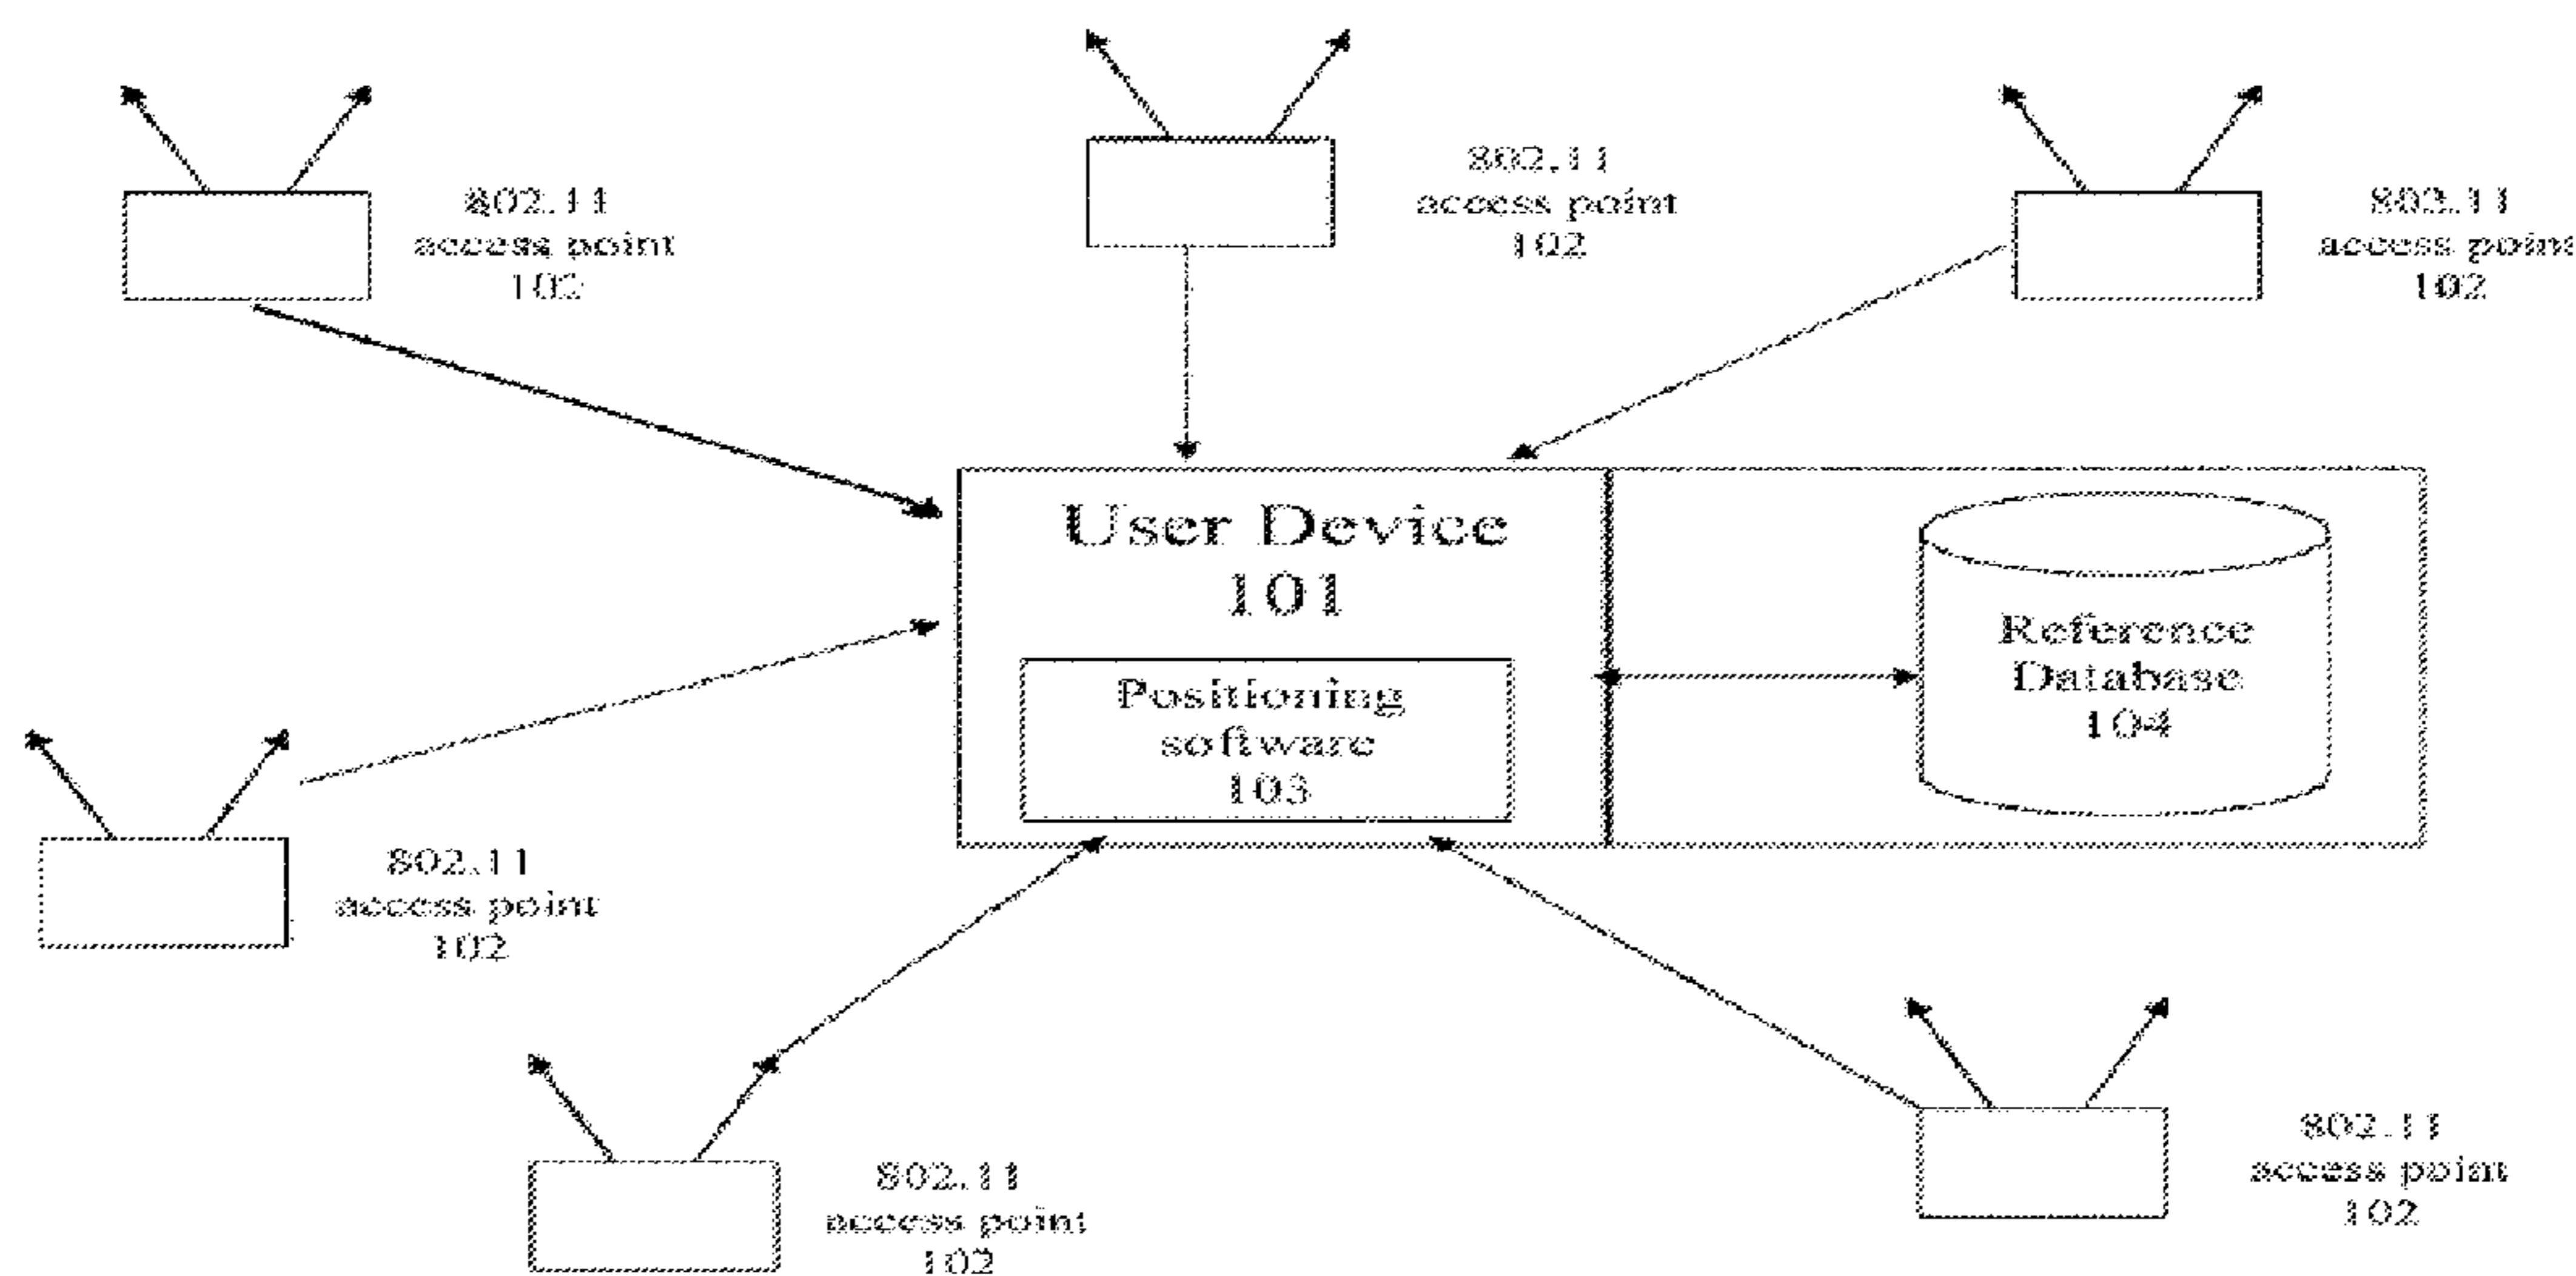 802.11
access point
102
802.11
access point
102
802.11
access point
102
User Device
101
Positioning
software
103
Reference
Database
104
802.11
access point
102
802.11
access point
102
802.11
access point
102